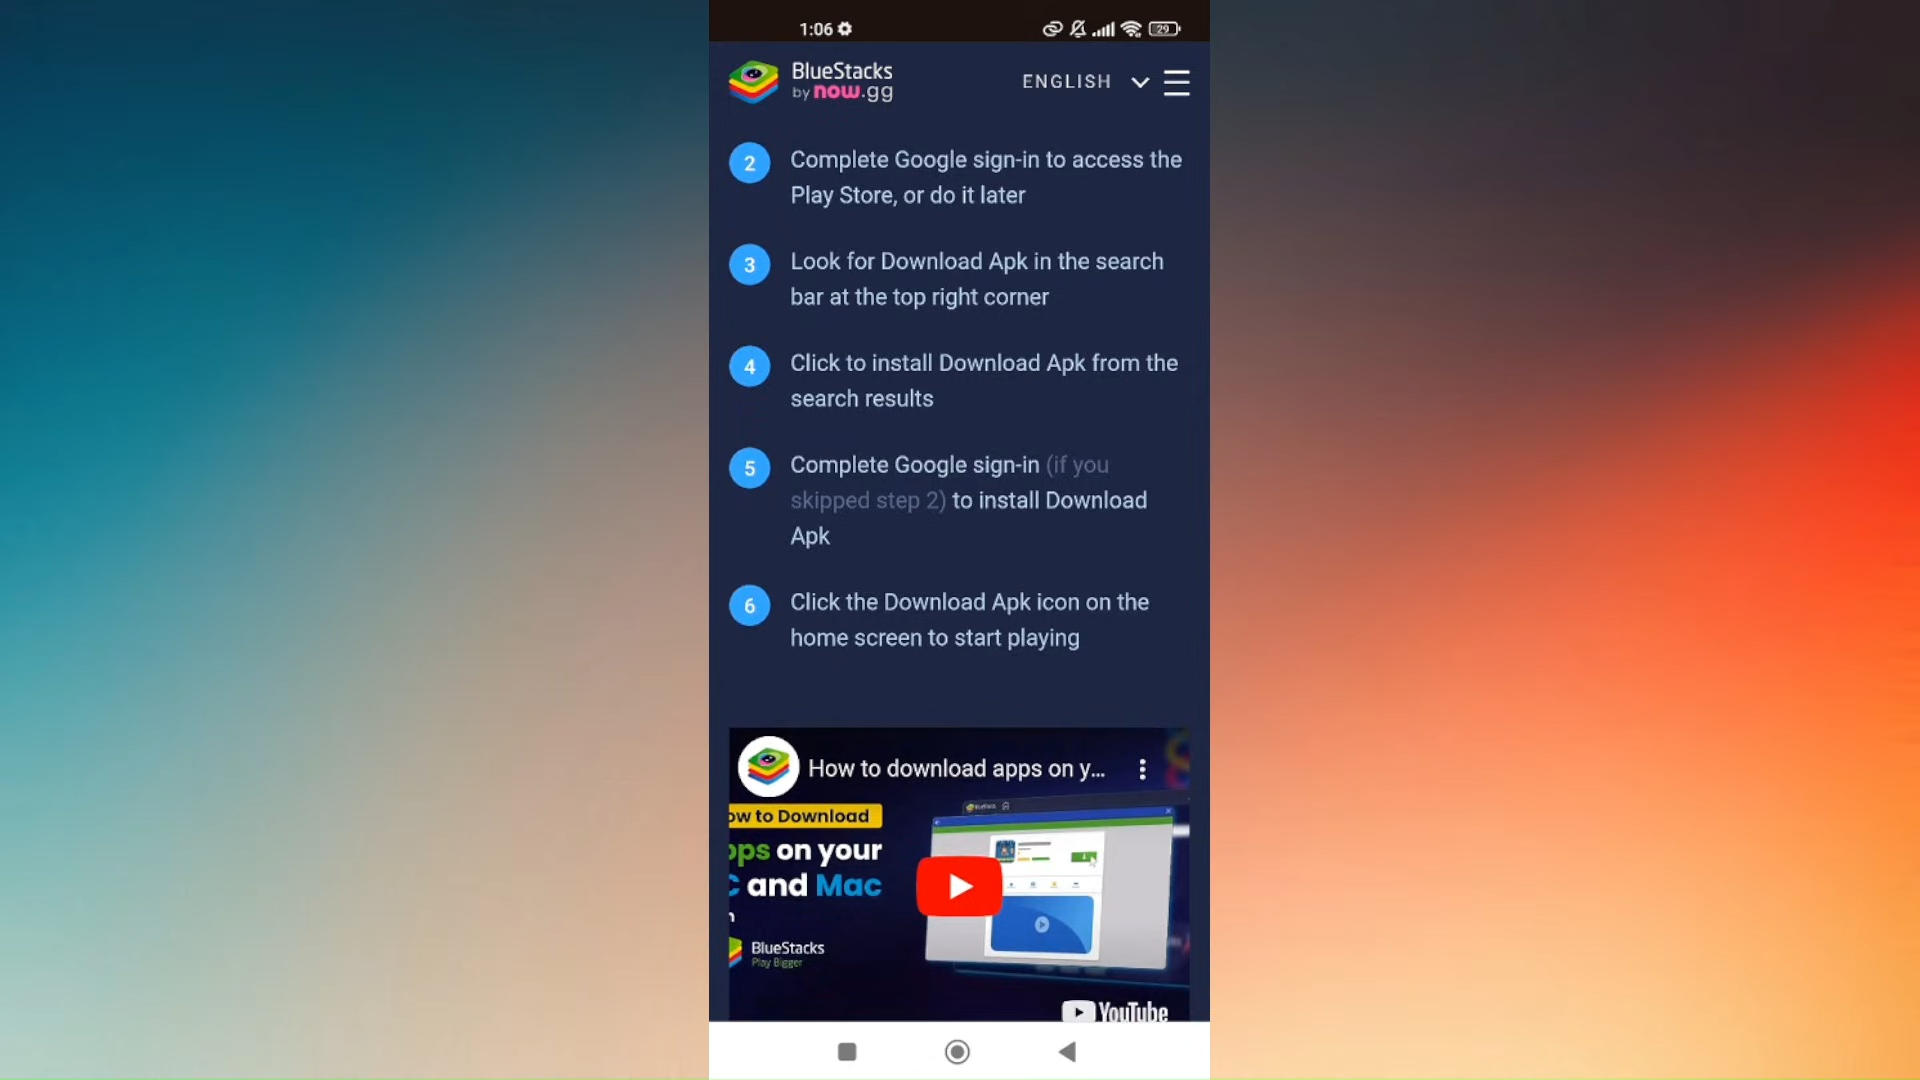 1:06
29
BlueStacks
by now.gg
ENGLISH
2
Complete Google sign-in to access the
Play Store, or do it later
3
Look for Download Apk in the search
bar at the top right corner
4
Click to install Download Apk from the
search results
5
Complete Google sign-in (if you
skipped step 2) to install Download
Apk
6
Click the Download Apk icon on the
home screen to start playing
How to download apps on y...
ow to Download
pps on your
C and Mac
n
BlueStacks
Play Bigger
YouTube